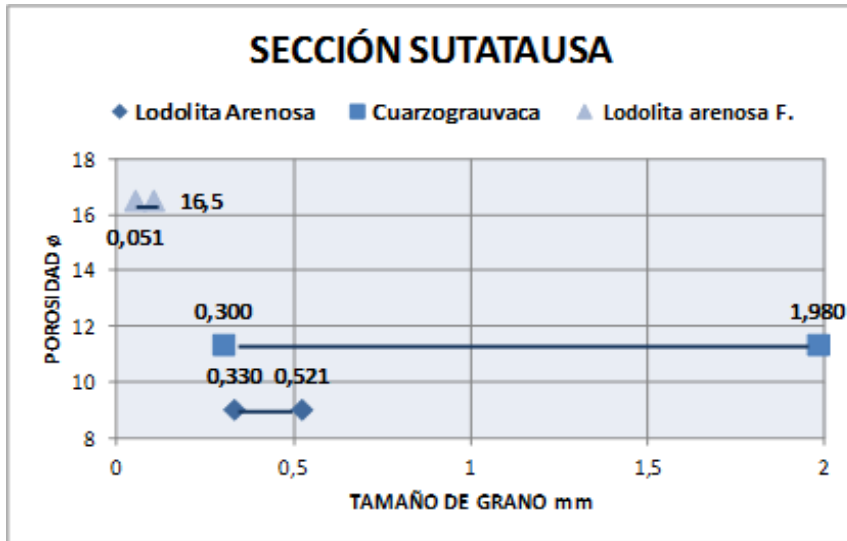 SECCIÓN SUTATAUSA
Lodolita Arenosa Cuarzograuvaca Lodolita arenosa F.
18
16
14
12
10
8
POROSIDAD ø
16,5
0,051
0,300 1,980
0,330 0,521
0 0,5 1 1,5 2
TAMAÑO DE GRANO mm